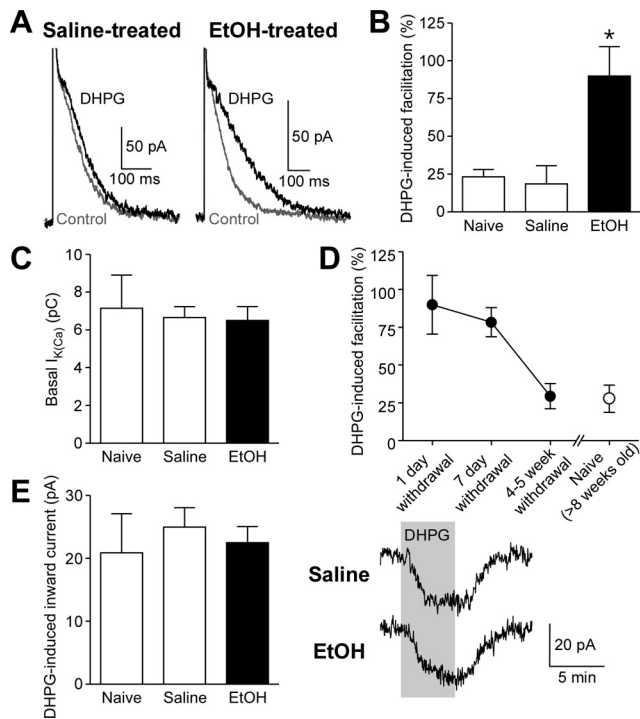 A
Saline-treated
EtOH-treated
DHPG
50 pA
100 ms
Control
DHPG
50 pA
100 ms
Control
B
DHPG-induced facilitation (%)
125
100
75
50
25
0
*
Naive
Saline
EtOH
C
Basal I_K(Ca) (pC)
10
8
6
4
2
0
Naive
Saline
EtOH
D
DHPG-induced facilitation (%)
125
100
75
50
25
0
1 day
withdrawal
7 day
withdrawal
4-5 week
withdrawal
Naive
(>8 weeks old)
E
DHPG-induced inward current (pA)
30
20
10
0
Naive
Saline
EtOH
DHPG
Saline
EtOH
20 pA
5 min